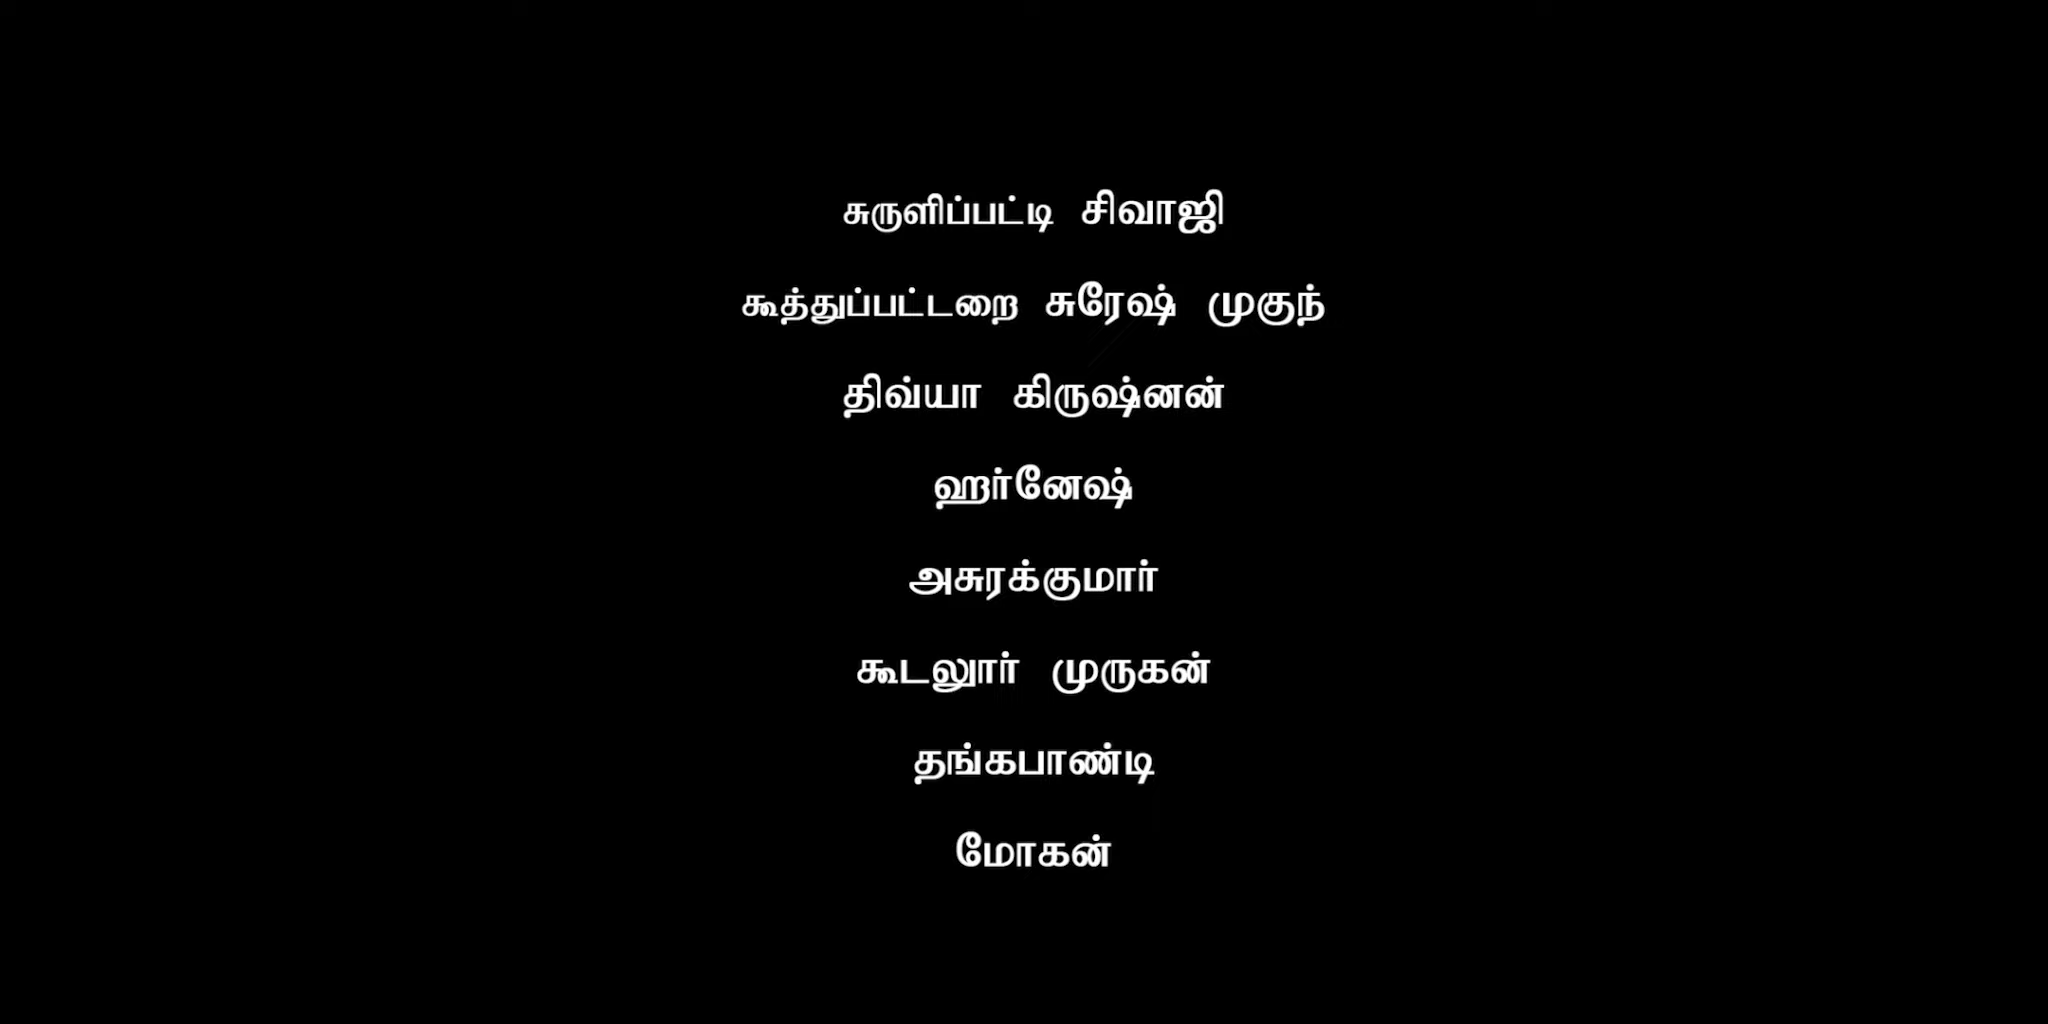 சுருளிப்பட்டி சிவாஜி
கூத்துப்பட்டறை சுரேஷ் முகுந்
திவ்யா கிருஷ்னன்
ஹர்னேஷ்
அசுரக்குமார்
கூடலூர் முருகன்
தங்கபாண்டி
மோகன்